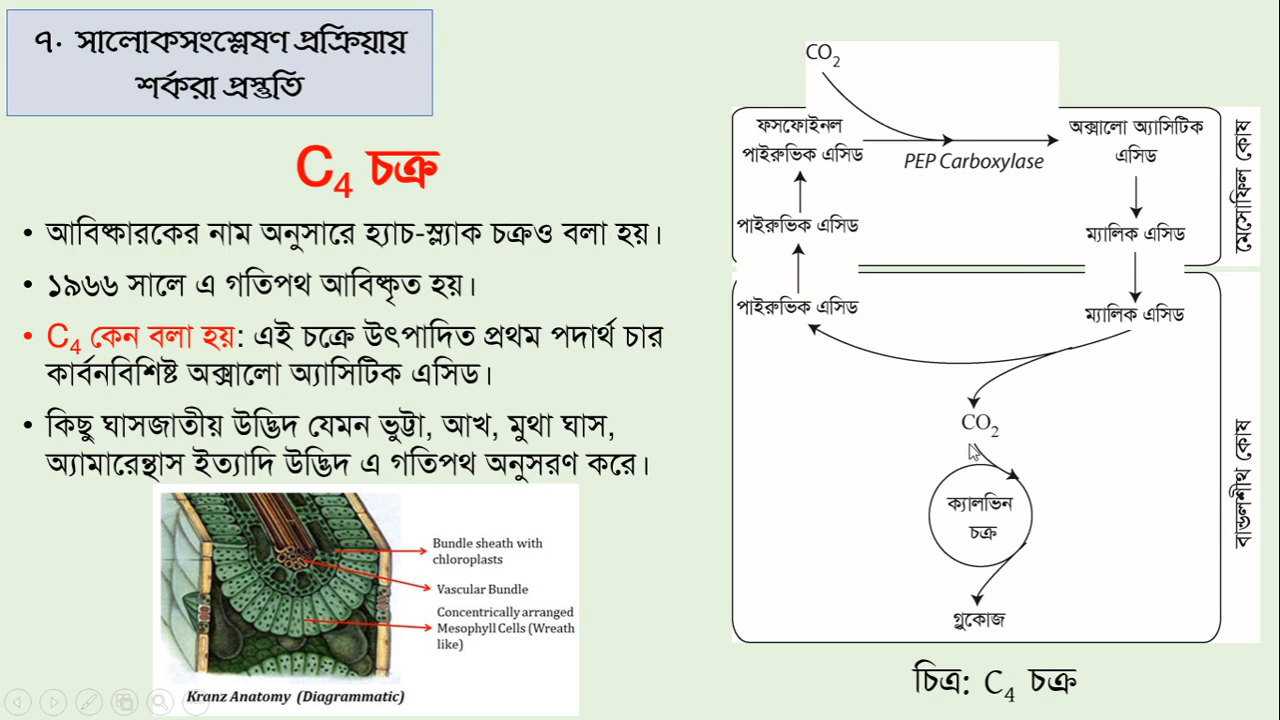 ৭. সালোকসংশ্লেষণ প্রক্রিয়ায়
শর্করা প্রস্তুতি
C4 চক্র
• আবিষ্কারকের নাম অনুসারে হ্যাচ-স্ল্যাক চক্রও বলা হয়।
• ১৯৬৬ সালে এ গতিপথ আবিষ্কৃত হয়।
• C4 কেন বলা হয়: এই চক্রে উৎপাদিত প্রথম পদার্থ চার
কার্বনবিশিষ্ট অক্সালো অ্যাসিটিক এসিড।
• কিছু ঘাসজাতীয় উদ্ভিদ যেমন ভুট্টা, আখ, মুথা ঘাস,
অ্যামারেন্থাস ইত্যাদি উদ্ভিদ এ গতিপথ অনুসরণ করে।
Bundle sheath with
chloroplasts
Vascular Bundle
Concentrically arranged
Mesophyll Cells (Wreath
like)
Kranz Anatomy (Diagrammatic)
CO2
ফসফোইনল
পাইরুভিক এসিড
PEP Carboxylase
অক্সালো অ্যাসিটিক
এসিড
পাইরুভিক এসিড
ম্যালিক এসিড
মেসোফিল কোষ
পাইরুভিক এসিড
ম্যালিক এসিড
CO2
ক্যালভিন
চক্র
গ্লুকোজ
বান্ডলশীথ কোষ
চিত্র: C4 চক্র